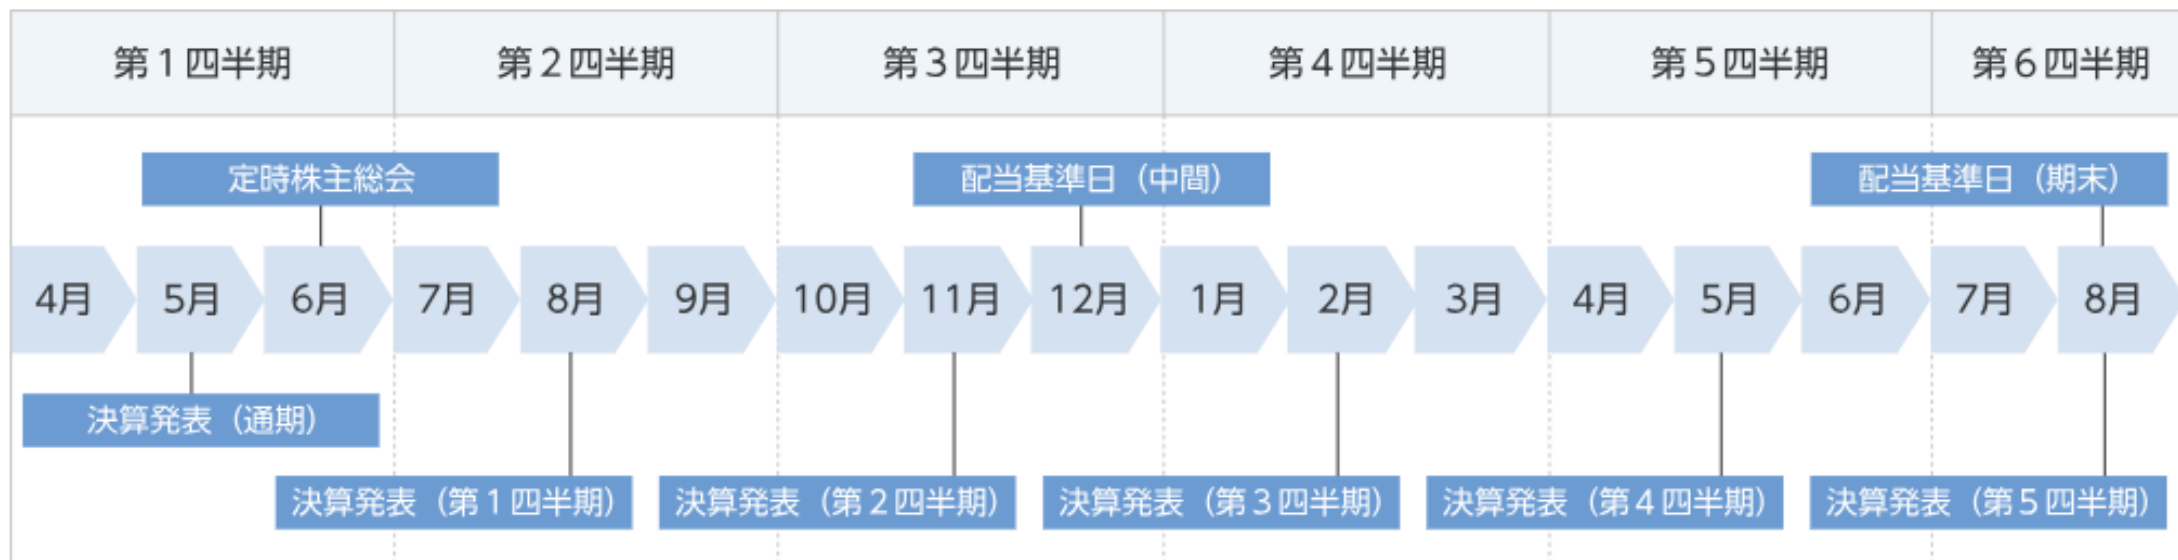 第1四半期 第2四半期 第3四半期 第4四半期 第5四半期 第6四半期
定時株主総会 配当基準日（中間） 配当基準日（期末）
4月 5月 6月 7月 8月 9月 10月 11月 12月 1月 2月 3月 4月 5月 6月 7月 8月
決算発表（通期）
決算発表（第1四半期） 決算発表（第2四半期） 決算発表（第3四半期） 決算発表（第4四半期） 決算発表（第5四半期）